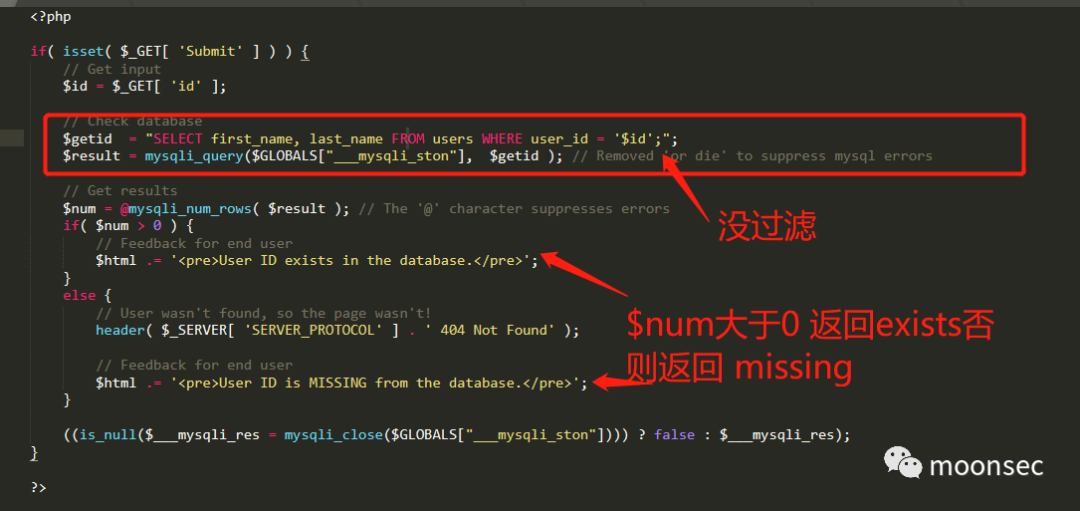 <?php
if( isset( $_GET[ 'Submit' ] ) ) {
// Get input
$id = $_GET[ 'id' ];
// Check database
$getid  = "SELECT first_name, last_name FROM users WHERE user_id = '$id';";
$result = mysqli_query($GLOBALS["___mysqli_ston"],  $getid ); // Removed 'or die' to suppress mysql errors
// Get results
$num = @mysqli_num_rows( $result ); // The '@' character suppresses errors
没过滤
if( $num > 0 ) {
// Feedback for end user
$html .= '<pre>User ID exists in the database.</pre>';
}
else {
// User wasn't found, so the page wasn't!
header( $_SERVER[ 'SERVER_PROTOCOL' ] . ' 404 Not Found' );
$num大于0 返回exists否
则返回 missing
// Feedback for end user
$html .= '<pre>User ID is MISSING from the database.</pre>';
}
((is_null($___mysqli_res = mysqli_close($GLOBALS["___mysqli_ston"]))) ? false : $___mysqli_res);
}
?>
moonsec